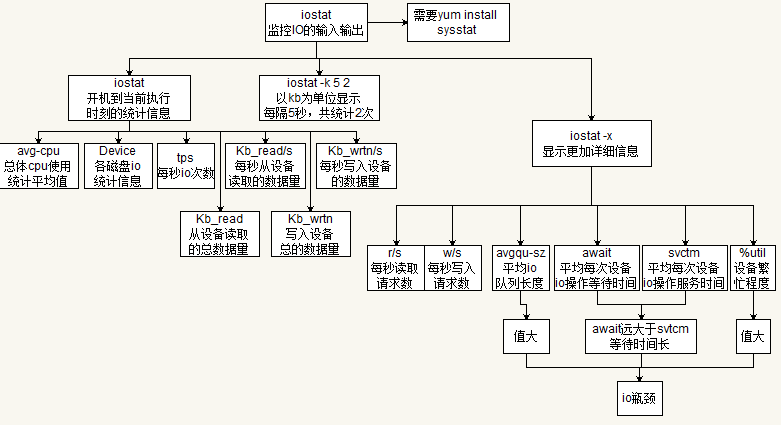 iostat
监控IO的输入输出
需要yum install
sysstat
iostat
开机到当前执行
时刻的统计信息
iostat -k 5 2
以kb为单位显示
每隔5秒，共统计2次
iostat -x
显示更加详细信息
avg-cpu
总体cpu使用
统计平均值
Device
各磁盘io
统计信息
tps
每秒io次数
Kb_read/s
每秒从设备
读取的数据量
Kb_wrtn/s
每秒写入设备
的数据量
Kb_read
从设备读取
的总数据量
Kb_wrtn
写入设备
总的数据量
r/s
每秒读取
请求数
w/s
每秒写入
请求数
avgqu-sz
平均io
队列长度
await
平均每次设备
io操作等待时间
svctm
平均每次设备
io操作服务时间
%util
设备繁
忙程度
值大
await远大于svtcm
等待时间长
值大
io瓶颈